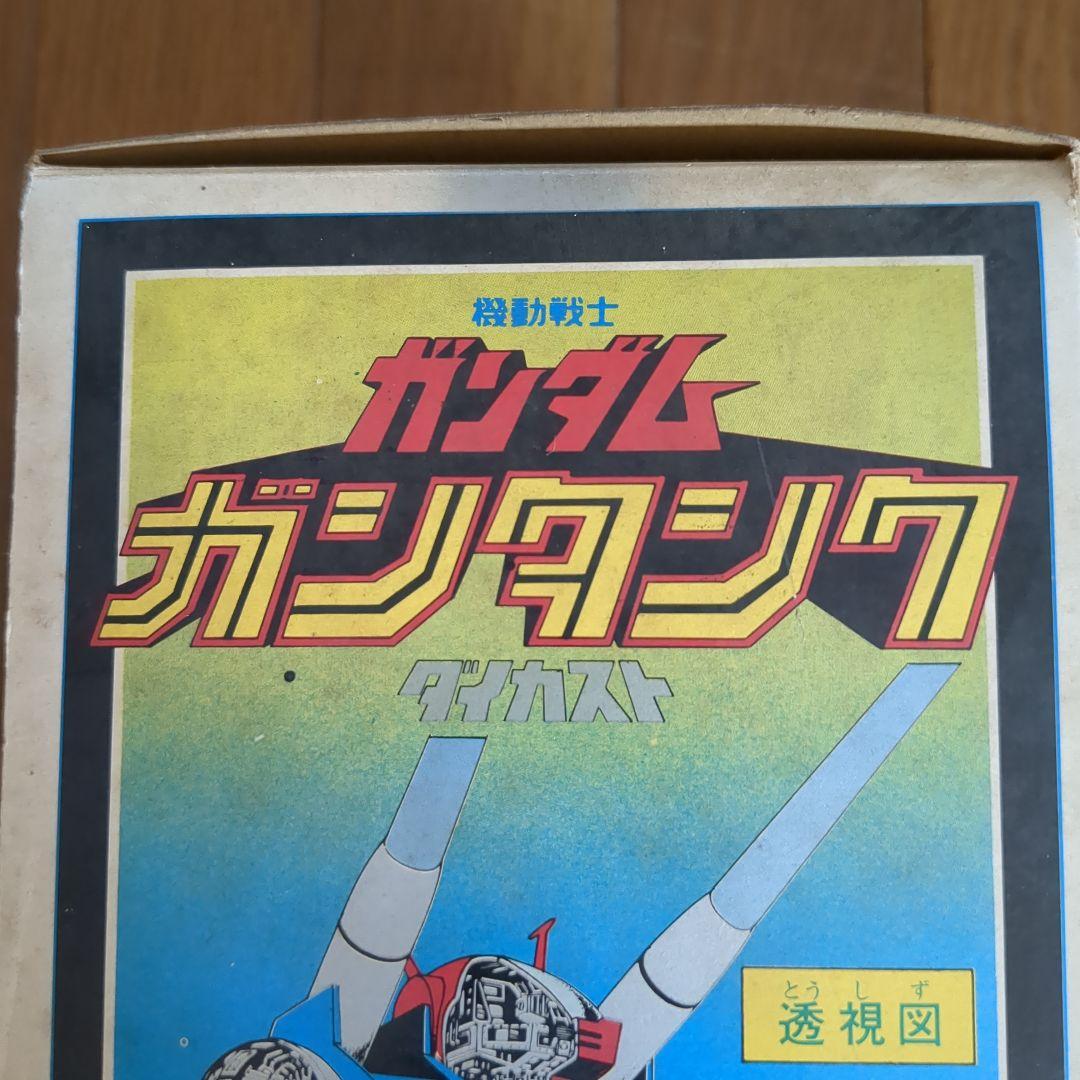 機動戦士
ガンダム
ガンタンク
ダイカスト
とうしず
透視図